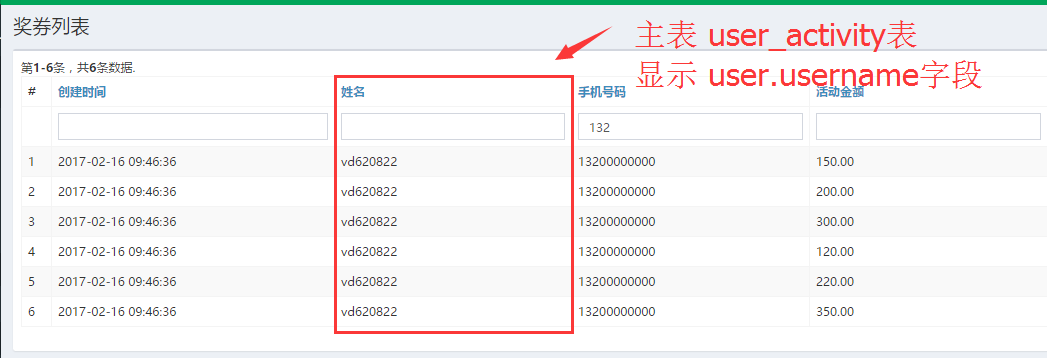 奖券列表
主表 user_activity表
显示 user.username字段
第1-6条，共6条数据.
# 创建时间 姓名 手机号码 活动金额
132
1 2017-02-16 09:46:36 vd620822 13200000000 150.00
2 2017-02-16 09:46:36 vd620822 13200000000 200.00
3 2017-02-16 09:46:36 vd620822 13200000000 300.00
4 2017-02-16 09:46:36 vd620822 13200000000 120.00
5 2017-02-16 09:46:36 vd620822 13200000000 220.00
6 2017-02-16 09:46:36 vd620822 13200000000 350.00